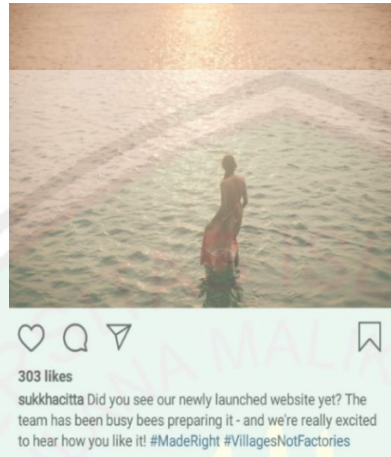 303 likes
sukkhacitta Did you see our newly launched website yet? The
team has been busy bees preparing it - and we're really excited
to hear how you like it! #MadeRight #VillagesNotFactories